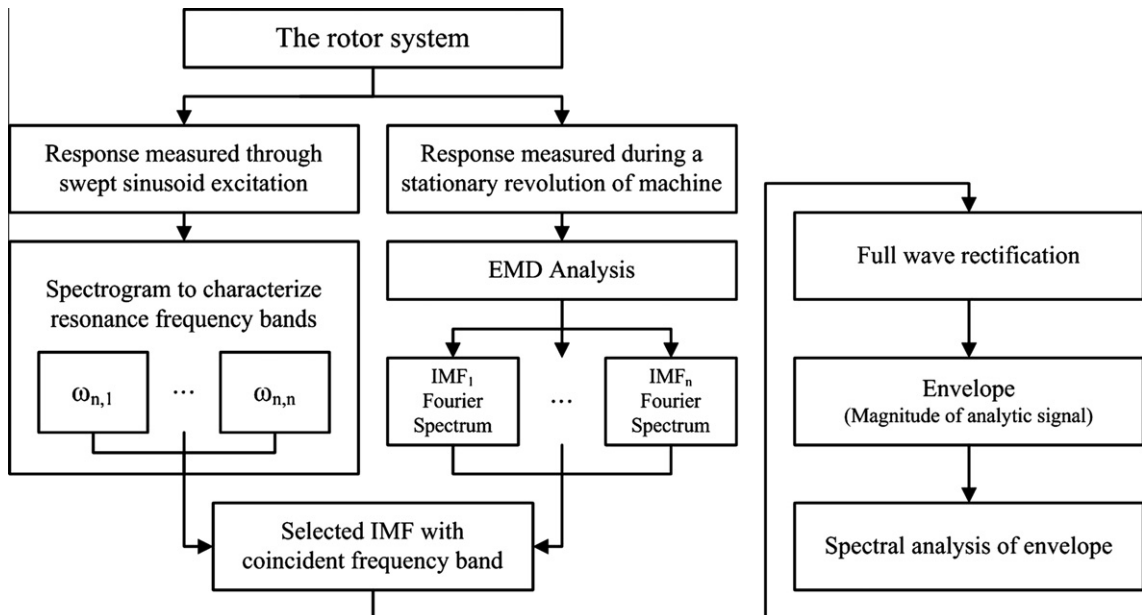 The rotor system
Response measured through
swept sinusoid excitation
Response measured during a
stationary revolution of machine
Spectrogram to characterize
resonance frequency bands
ωn,1
...
ωn,n
EMD Analysis
IMF1
Fourier
Spectrum
...
IMFn
Fourier
Spectrum
Selected IMF with
coincident frequency band
Full wave rectification
Envelope
(Magnitude of analytic signal)
Spectral analysis of envelope